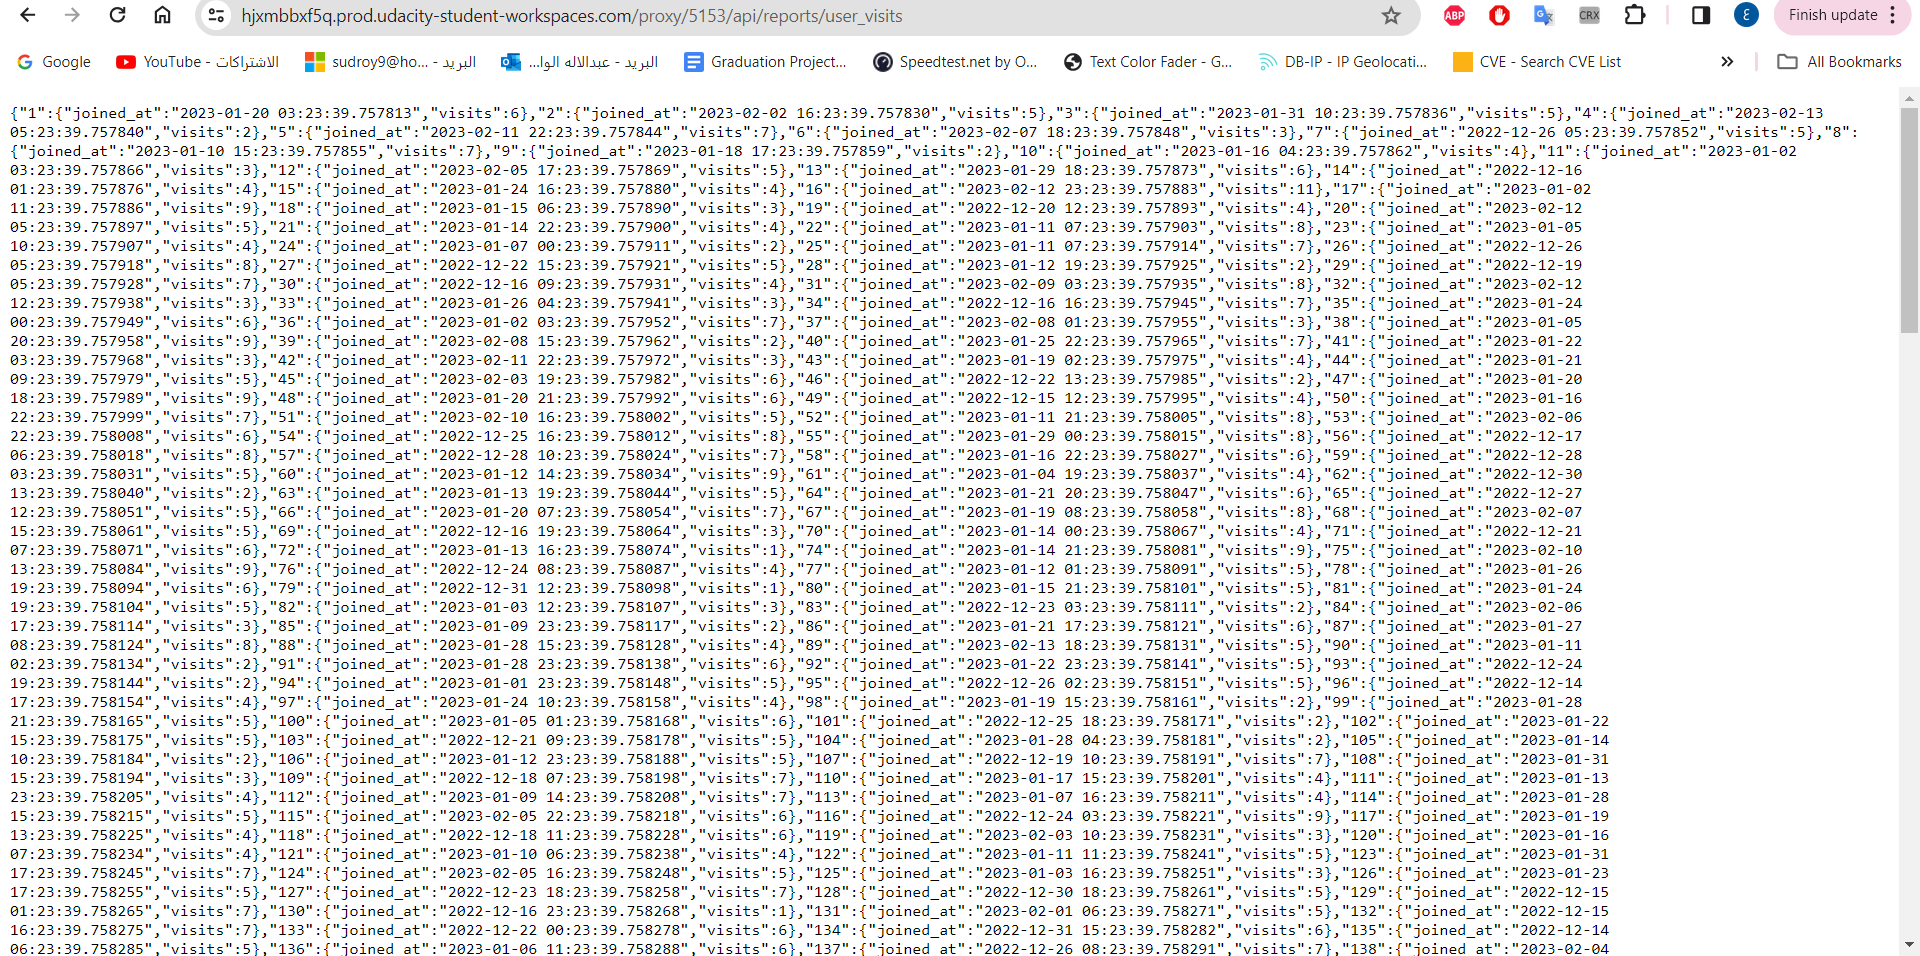 hjxmbbxf5q.prod.udacity-student-workspaces.com/proxy/5153/api/reports/user_visits
ABP
CRX
ε
Finish update
Google
YouTube - الاشتراكات
sudroy9@ho... - البريد
البريد - عبدالاله الوا...
Graduation Project...
Speedtest.net by O...
Text Color Fader - G...
DB-IP - IP Geolocati...
CVE - Search CVE List
»
All Bookmarks
{"1":{"joined_at":"2023-01-20 03:23:39.757813","visits":6},"2":{"joined_at":"2023-02-02 16:23:39.757830","visits":5},"3":{"joined_at":"2023-01-31 10:23:39.757836","visits":5},"4":{"joined_at":"2023-02-13
05:23:39.757840","visits":2},"5":{"joined_at":"2023-02-11 22:23:39.757844","visits":7},"6":{"joined_at":"2023-02-07 18:23:39.757848","visits":3},"7":{"joined_at":"2022-12-26 05:23:39.757852","visits":5},"8":
{"joined_at":"2023-01-10 15:23:39.757855","visits":7},"9":{"joined_at":"2023-01-18 17:23:39.757859","visits":2},"10":{"joined_at":"2023-01-16 04:23:39.757862","visits":4},"11":{"joined_at":"2023-01-02
03:23:39.757866","visits":3},"12":{"joined_at":"2023-02-05 17:23:39.757869","visits":5},"13":{"joined_at":"2023-01-29 18:23:39.757873","visits":6},"14":{"joined_at":"2022-12-16
01:23:39.757876","visits":4},"15":{"joined_at":"2023-01-24 16:23:39.757880","visits":4},"16":{"joined_at":"2023-02-12 23:23:39.757883","visits":11},"17":{"joined_at":"2023-01-02
11:23:39.757886","visits":9},"18":{"joined_at":"2023-01-15 06:23:39.757890","visits":3},"19":{"joined_at":"2022-12-20 12:23:39.757893","visits":4},"20":{"joined_at":"2023-02-12
05:23:39.757897","visits":5},"21":{"joined_at":"2023-01-14 22:23:39.757900","visits":4},"22":{"joined_at":"2023-01-11 07:23:39.757903","visits":8},"23":{"joined_at":"2023-01-05
10:23:39.757907","visits":4},"24":{"joined_at":"2023-01-07 00:23:39.757911","visits":2},"25":{"joined_at":"2023-01-11 07:23:39.757914","visits":7},"26":{"joined_at":"2022-12-26
05:23:39.757918","visits":8},"27":{"joined_at":"2022-12-22 15:23:39.757921","visits":5},"28":{"joined_at":"2023-01-12 19:23:39.757925","visits":2},"29":{"joined_at":"2022-12-19
05:23:39.757928","visits":7},"30":{"joined_at":"2022-12-16 09:23:39.757931","visits":4},"31":{"joined_at":"2023-02-09 03:23:39.757935","visits":8},"32":{"joined_at":"2023-02-12
12:23:39.757938","visits":3},"33":{"joined_at":"2023-01-26 04:23:39.757941","visits":3},"34":{"joined_at":"2022-12-16 16:23:39.757945","visits":7},"35":{"joined_at":"2023-01-24
00:23:39.757949","visits":6},"36":{"joined_at":"2023-01-02 03:23:39.757952","visits":7},"37":{"joined_at":"2023-02-08 01:23:39.757955","visits":3},"38":{"joined_at":"2023-01-05
20:23:39.757958","visits":9},"39":{"joined_at":"2023-02-08 15:23:39.757962","visits":2},"40":{"joined_at":"2023-01-25 22:23:39.757965","visits":7},"41":{"joined_at":"2023-01-22
03:23:39.757968","visits":3},"42":{"joined_at":"2023-02-11 22:23:39.757972","visits":3},"43":{"joined_at":"2023-01-19 02:23:39.757975","visits":4},"44":{"joined_at":"2023-01-21
09:23:39.757979","visits":5},"45":{"joined_at":"2023-02-03 19:23:39.757982","visits":6},"46":{"joined_at":"2022-12-22 13:23:39.757985","visits":2},"47":{"joined_at":"2023-01-20
18:23:39.757989","visits":9},"48":{"joined_at":"2023-01-20 21:23:39.757992","visits":6},"49":{"joined_at":"2022-12-15 12:23:39.757995","visits":4},"50":{"joined_at":"2023-01-16
22:23:39.757999","visits":7},"51":{"joined_at":"2023-02-10 16:23:39.758002","visits":5},"52":{"joined_at":"2023-01-11 21:23:39.758005","visits":8},"53":{"joined_at":"2023-02-06
22:23:39.758008","visits":6},"54":{"joined_at":"2022-12-25 16:23:39.758012","visits":8},"55":{"joined_at":"2023-01-29 00:23:39.758015","visits":8},"56":{"joined_at":"2022-12-17
06:23:39.758018","visits":8},"57":{"joined_at":"2022-12-28 10:23:39.758024","visits":7},"58":{"joined_at":"2023-01-16 22:23:39.758027","visits":6},"59":{"joined_at":"2022-12-28
03:23:39.758031","visits":5},"60":{"joined_at":"2023-01-12 14:23:39.758034","visits":9},"61":{"joined_at":"2023-01-04 19:23:39.758037","visits":4},"62":{"joined_at":"2022-12-30
13:23:39.758040","visits":2},"63":{"joined_at":"2023-01-13 19:23:39.758044","visits":5},"64":{"joined_at":"2023-01-21 20:23:39.758047","visits":6},"65":{"joined_at":"2022-12-27
12:23:39.758051","visits":5},"66":{"joined_at":"2023-01-20 07:23:39.758054","visits":7},"67":{"joined_at":"2023-01-19 08:23:39.758058","visits":8},"68":{"joined_at":"2023-02-07
15:23:39.758061","visits":5},"69":{"joined_at":"2022-12-16 19:23:39.758064","visits":3},"70":{"joined_at":"2023-01-14 00:23:39.758067","visits":4},"71":{"joined_at":"2022-12-21
07:23:39.758071","visits":6},"72":{"joined_at":"2023-01-13 16:23:39.758074","visits":1},"74":{"joined_at":"2023-01-14 21:23:39.758081","visits":9},"75":{"joined_at":"2023-02-10
13:23:39.758084","visits":9},"76":{"joined_at":"2022-12-24 08:23:39.758087","visits":4},"77":{"joined_at":"2023-01-12 01:23:39.758091","visits":5},"78":{"joined_at":"2023-01-26
19:23:39.758094","visits":6},"79":{"joined_at":"2022-12-31 12:23:39.758098","visits":1},"80":{"joined_at":"2023-01-15 21:23:39.758101","visits":5},"81":{"joined_at":"2023-01-24
19:23:39.758104","visits":5},"82":{"joined_at":"2023-01-03 12:23:39.758107","visits":3},"83":{"joined_at":"2022-12-23 03:23:39.758111","visits":2},"84":{"joined_at":"2023-02-06
17:23:39.758114","visits":3},"85":{"joined_at":"2023-01-09 23:23:39.758117","visits":2},"86":{"joined_at":"2023-01-21 17:23:39.758121","visits":6},"87":{"joined_at":"2023-01-27
08:23:39.758124","visits":8},"88":{"joined_at":"2023-01-28 15:23:39.758128","visits":4},"89":{"joined_at":"2023-02-13 18:23:39.758131","visits":5},"90":{"joined_at":"2023-01-11
02:23:39.758134","visits":2},"91":{"joined_at":"2023-01-28 23:23:39.758138","visits":6},"92":{"joined_at":"2023-01-22 23:23:39.758141","visits":5},"93":{"joined_at":"2022-12-24
19:23:39.758144","visits":2},"94":{"joined_at":"2023-01-01 23:23:39.758148","visits":5},"95":{"joined_at":"2022-12-26 02:23:39.758151","visits":5},"96":{"joined_at":"2022-12-14
17:23:39.758154","visits":4},"97":{"joined_at":"2023-01-24 10:23:39.758158","visits":4},"98":{"joined_at":"2023-01-19 15:23:39.758161","visits":2},"99":{"joined_at":"2023-01-28
21:23:39.758165","visits":5},"100":{"joined_at":"2023-01-05 01:23:39.758168","visits":6},"101":{"joined_at":"2022-12-25 18:23:39.758171","visits":2},"102":{"joined_at":"2023-01-22
15:23:39.758175","visits":5},"103":{"joined_at":"2022-12-21 09:23:39.758178","visits":5},"104":{"joined_at":"2023-01-28 04:23:39.758181","visits":2},"105":{"joined_at":"2023-01-14
10:23:39.758184","visits":2},"106":{"joined_at":"2023-01-12 23:23:39.758188","visits":5},"107":{"joined_at":"2022-12-19 10:23:39.758191","visits":7},"108":{"joined_at":"2023-01-31
15:23:39.758194","visits":3},"109":{"joined_at":"2022-12-18 07:23:39.758198","visits":7},"110":{"joined_at":"2023-01-17 15:23:39.758201","visits":4},"111":{"joined_at":"2023-01-13
23:23:39.758205","visits":4},"112":{"joined_at":"2023-01-09 14:23:39.758208","visits":7},"113":{"joined_at":"2023-01-07 16:23:39.758211","visits":4},"114":{"joined_at":"2023-01-28
15:23:39.758215","visits":5},"115":{"joined_at":"2023-02-05 22:23:39.758218","visits":6},"116":{"joined_at":"2022-12-24 03:23:39.758221","visits":9},"117":{"joined_at":"2023-01-19
13:23:39.758225","visits":4},"118":{"joined_at":"2022-12-18 11:23:39.758228","visits":6},"119":{"joined_at":"2023-02-03 10:23:39.758231","visits":3},"120":{"joined_at":"2023-01-16
07:23:39.758234","visits":4},"121":{"joined_at":"2023-01-10 06:23:39.758238","visits":4},"122":{"joined_at":"2023-01-11 11:23:39.758241","visits":5},"123":{"joined_at":"2023-01-31
17:23:39.758245","visits":7},"124":{"joined_at":"2023-02-05 16:23:39.758248","visits":5},"125":{"joined_at":"2023-01-03 16:23:39.758251","visits":3},"126":{"joined_at":"2023-01-23
17:23:39.758255","visits":5},"127":{"joined_at":"2022-12-23 18:23:39.758258","visits":7},"128":{"joined_at":"2022-12-30 18:23:39.758261","visits":5},"129":{"joined_at":"2022-12-15
01:23:39.758265","visits":7},"130":{"joined_at":"2022-12-16 23:23:39.758268","visits":1},"131":{"joined_at":"2023-02-01 06:23:39.758271","visits":5},"132":{"joined_at":"2022-12-15
16:23:39.758275","visits":7},"133":{"joined_at":"2022-12-22 00:23:39.758278","visits":6},"134":{"joined_at":"2022-12-31 15:23:39.758282","visits":6},"135":{"joined_at":"2022-12-14
06:23:39.758285","visits":5},"136":{"joined_at":"2023-01-06 11:23:39.758288","visits":6},"137":{"joined_at":"2022-12-26 08:23:39.758291","visits":7},"138":{"joined_at":"2023-02-04